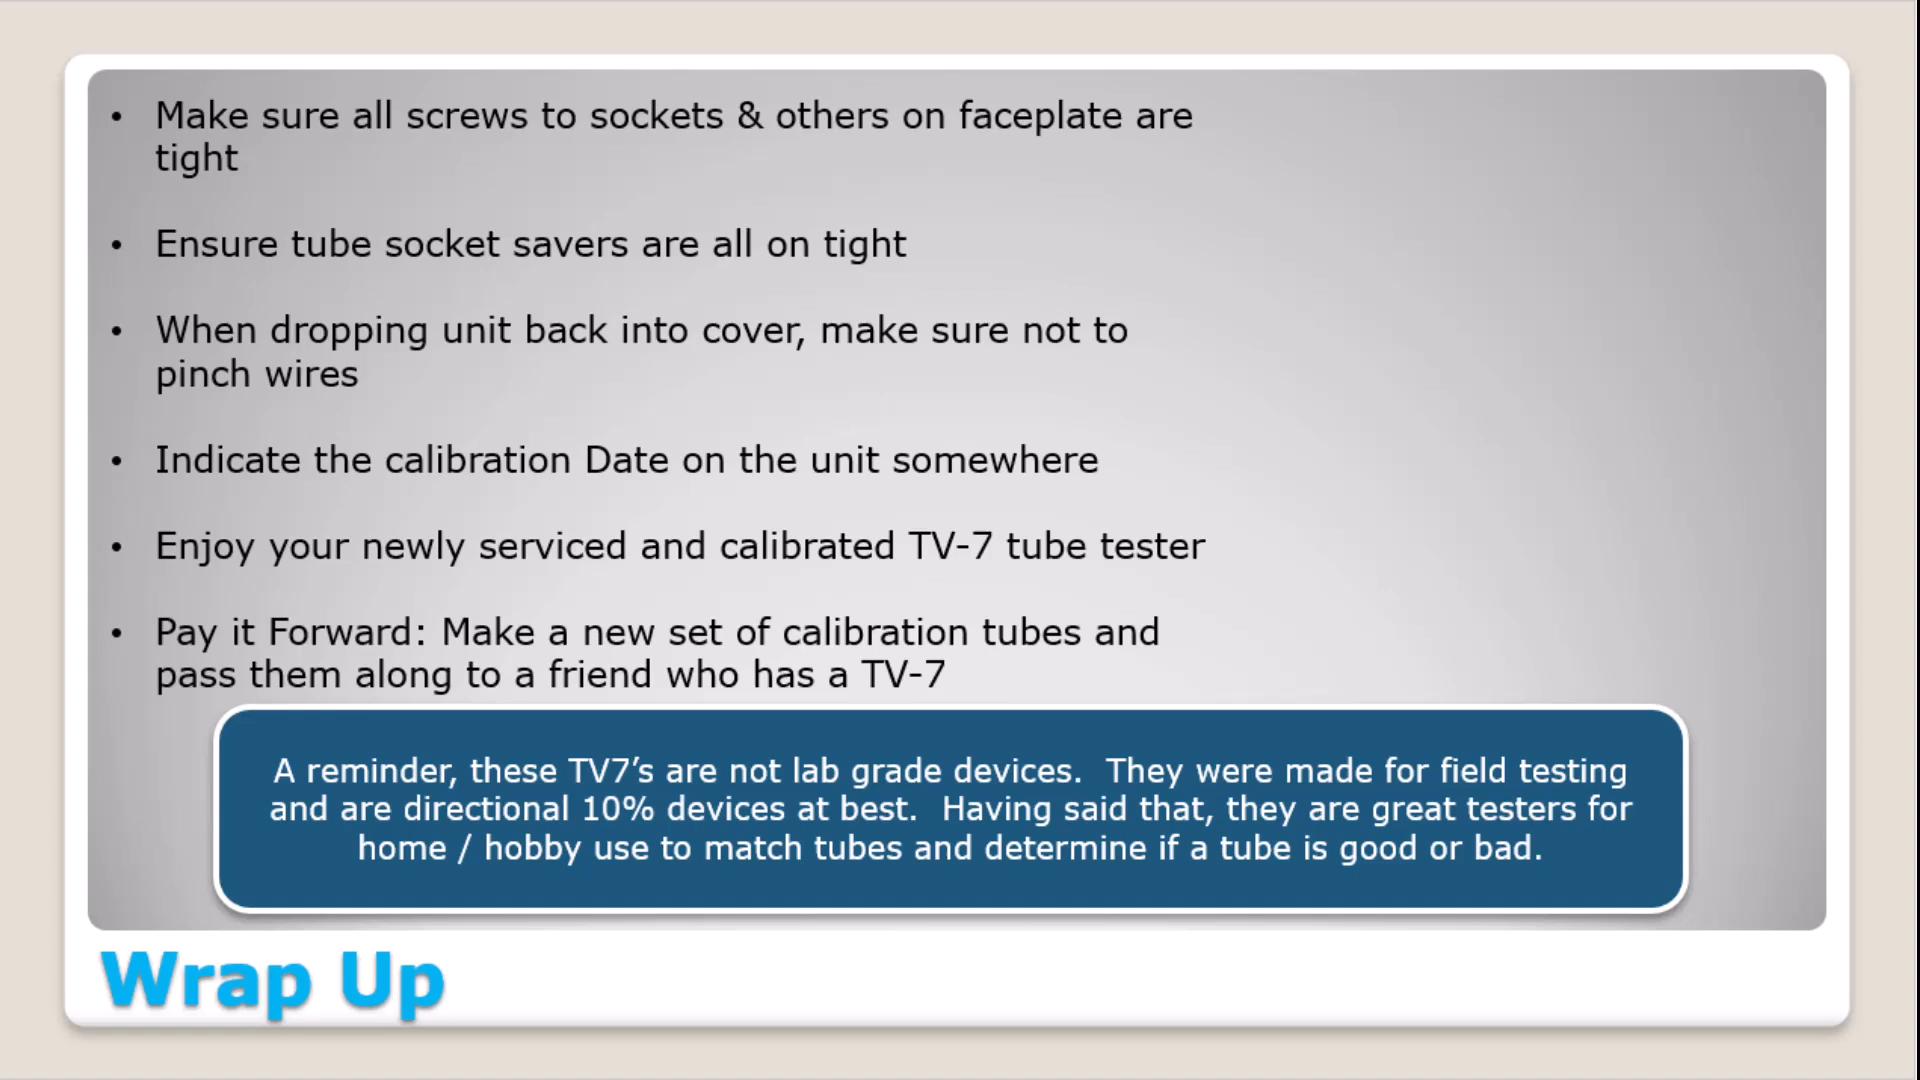 • Make sure all screws to sockets & others on faceplate are
tight
• Ensure tube socket savers are all on tight
• When dropping unit back into cover, make sure not to
pinch wires
• Indicate the calibration Date on the unit somewhere
• Enjoy your newly serviced and calibrated TV-7 tube tester
• Pay it Forward: Make a new set of calibration tubes and
pass them along to a friend who has a TV-7
A reminder, these TV7’s are not lab grade devices.  They were made for field testing
and are directional 10% devices at best.  Having said that, they are great testers for
home / hobby use to match tubes and determine if a tube is good or bad.
Wrap Up